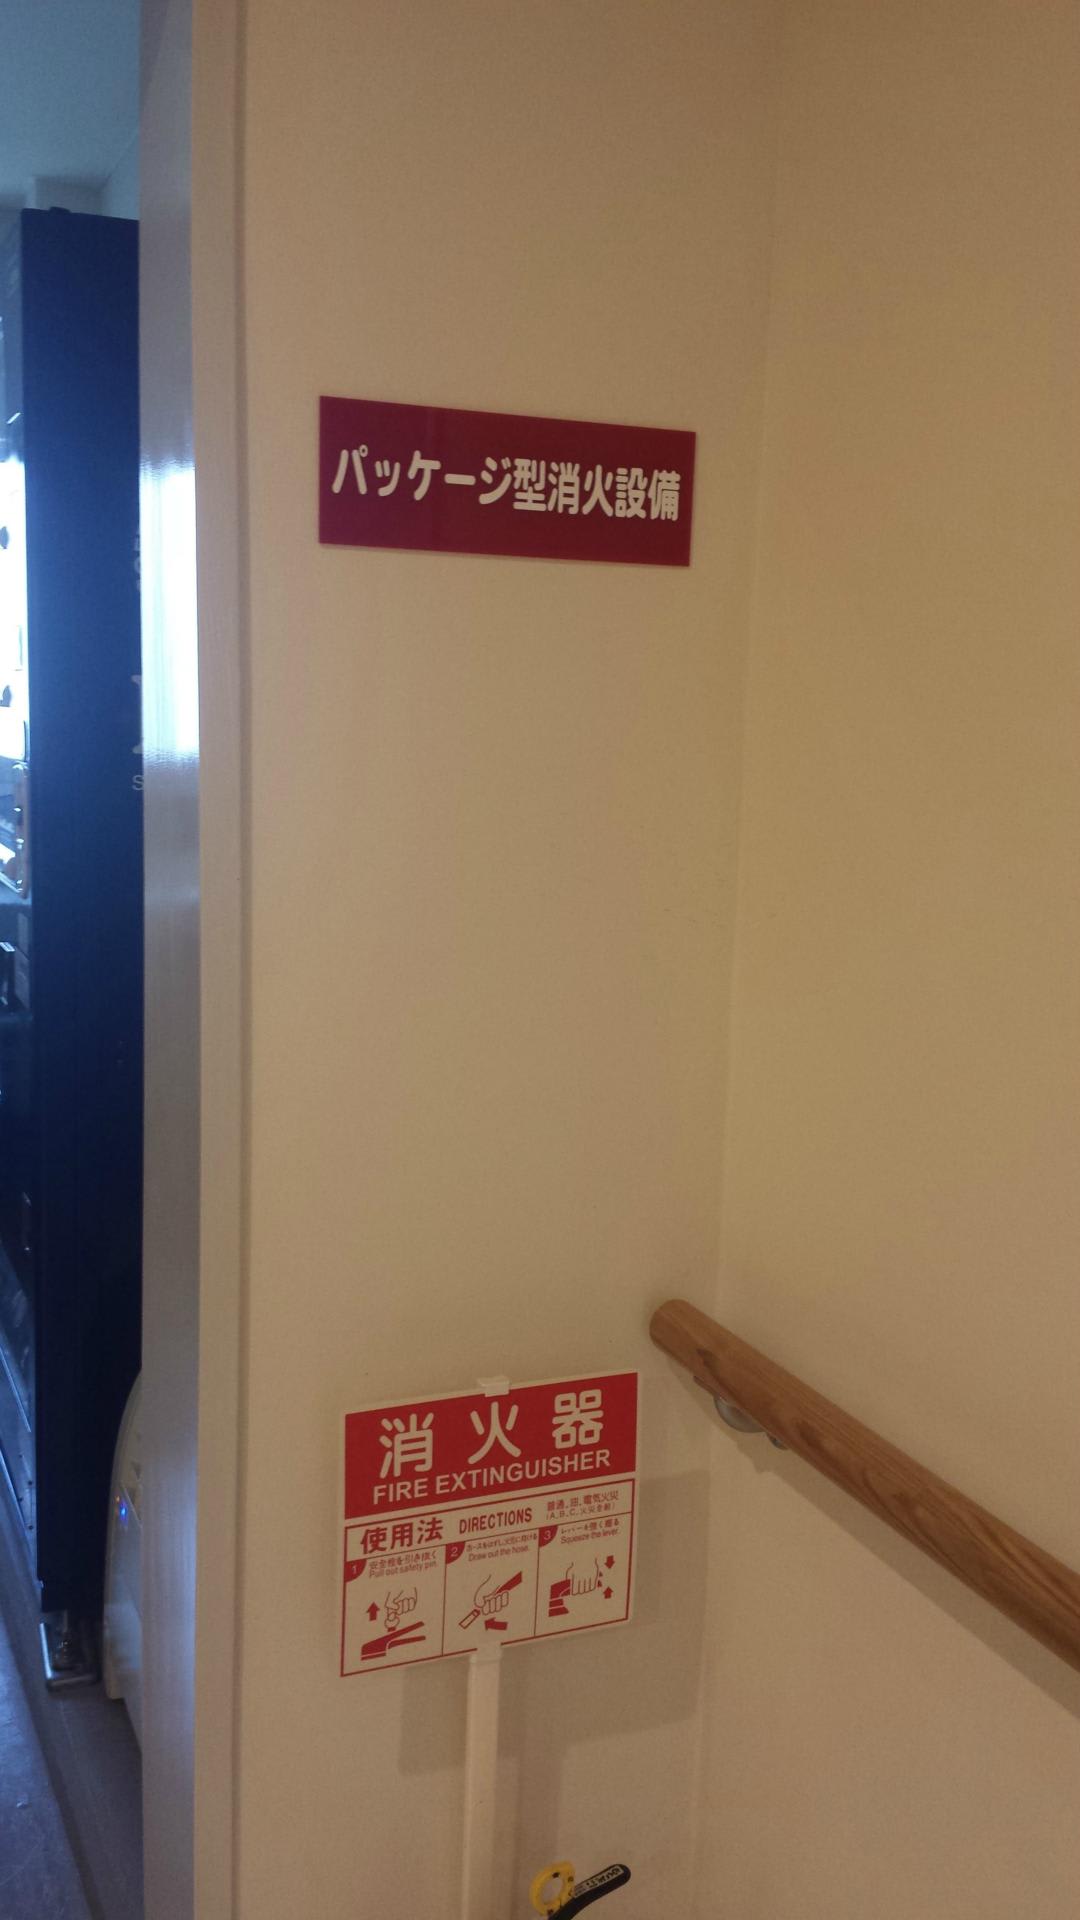 パッケージ型消火設備
消火器
FIRE EXTINGUISHER
使用法 DIRECTIONS
普通、油、電気火災
(A、B、C、火災全般)
1 安全栓を引き抜く
Pull out safety pin.
2 ホースをはずし火元に向ける
Draw out the hose.
3 レバーを強く握る
Squeeze the lever.